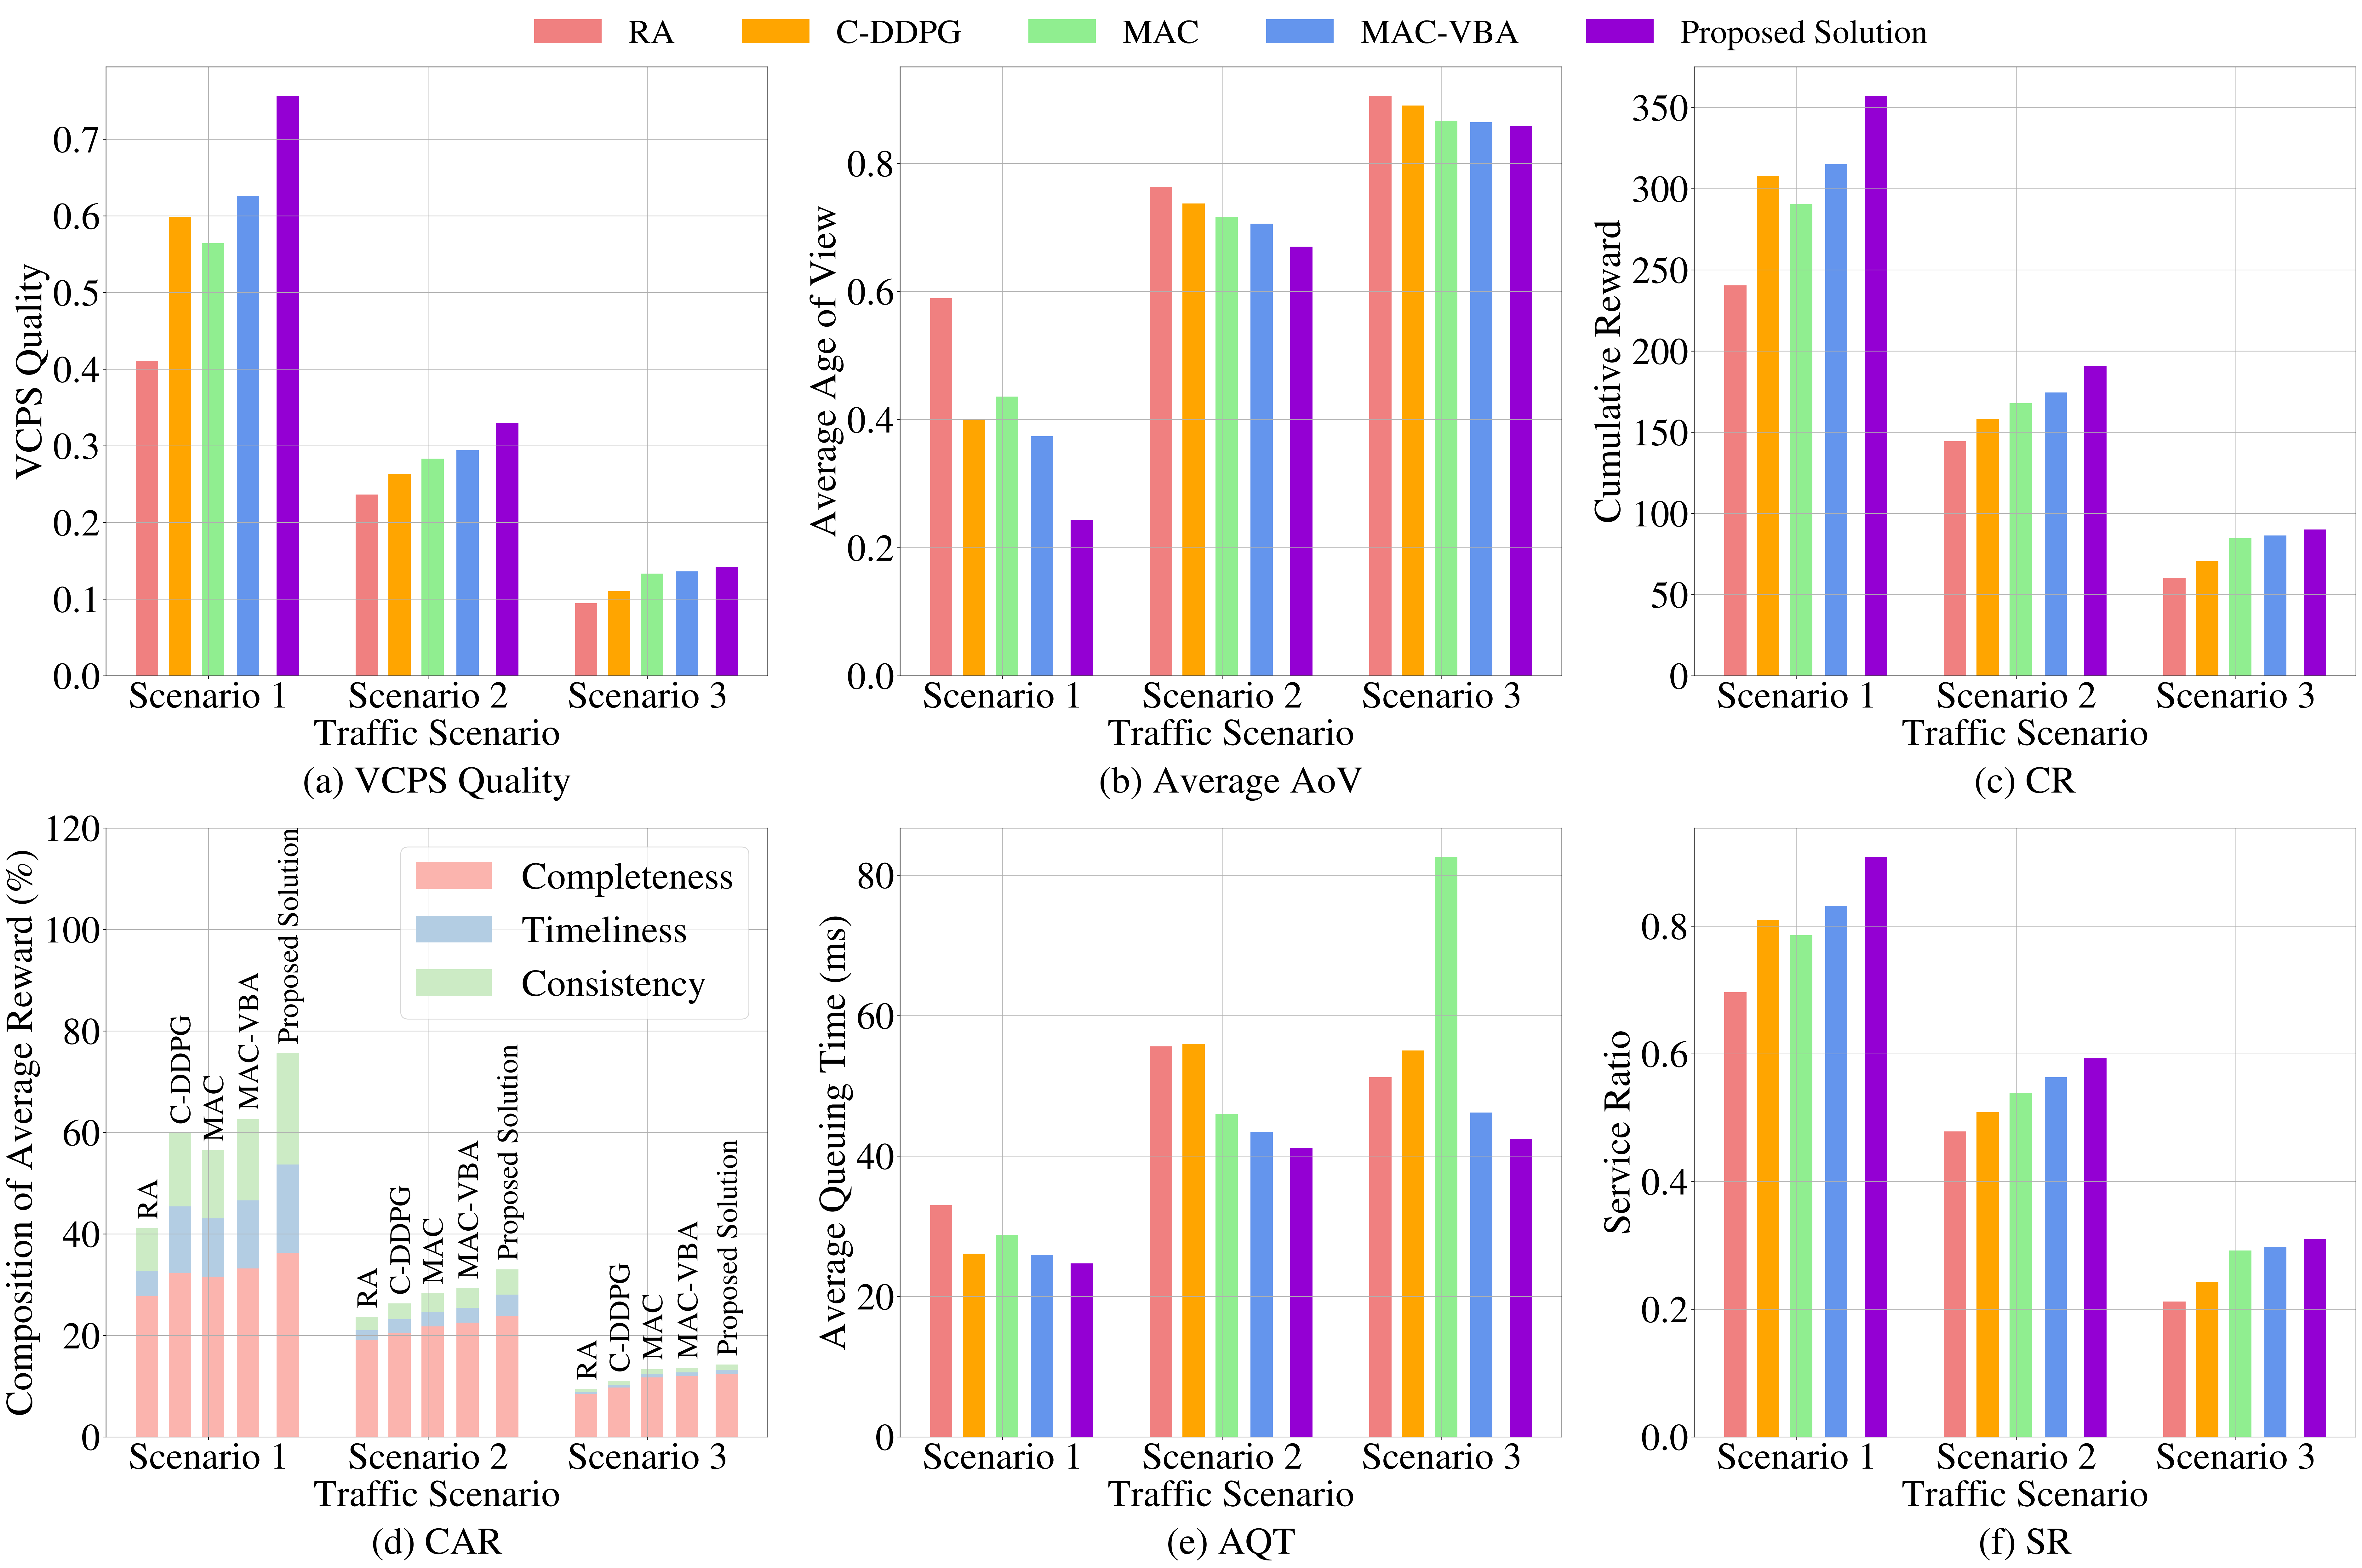 RA C-DDPG MAC MAC-VBA Proposed Solution
VCPS Quality
0.7
0.6
0.5
0.4
0.3
0.2
0.1
0.0
Scenario 1 Scenario 2 Scenario 3
Traffic Scenario
(a) VCPS Quality
Average Age of View
0.8
0.6
0.4
0.2
0.0
Scenario 1 Scenario 2 Scenario 3
Traffic Scenario
(b) Average AoV
Cumulative Reward
350
300
250
200
150
100
50
0
Scenario 1 Scenario 2 Scenario 3
Traffic Scenario
(c) CR
Composition of Average Reward (%)
120
100
80
60
40
20
0
Completeness
Timeliness
Consistency
RA
C-DDPG
MAC
MAC-VBA
Proposed Solution
RA
C-DDPG
MAC
MAC-VBA
Proposed Solution
RA
C-DDPG
MAC
MAC-VBA
Proposed Solution
Scenario 1 Scenario 2 Scenario 3
Traffic Scenario
(d) CAR
Average Queuing Time (ms)
80
60
40
20
0
Scenario 1 Scenario 2 Scenario 3
Traffic Scenario
(e) AQT
Service Ratio
0.8
0.6
0.4
0.2
0.0
Scenario 1 Scenario 2 Scenario 3
Traffic Scenario
(f) SR